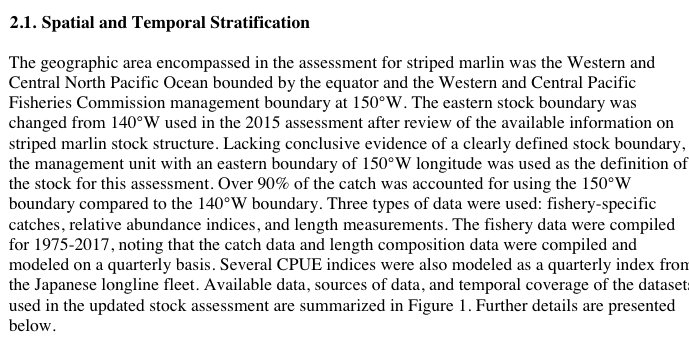 2.1. Spatial and Temporal Stratification
The geographic area encompassed in the assessment for striped marlin was the Western and
Central North Pacific Ocean bounded by the equator and the Western and Central Pacific
Fisheries Commission management boundary at 150°W. The eastern stock boundary was
changed from 140°W used in the 2015 assessment after review of the available information on
striped marlin stock structure. Lacking conclusive evidence of a clearly defined stock boundary,
the management unit with an eastern boundary of 150°W longitude was used as the definition of
the stock for this assessment. Over 90% of the catch was accounted for using the 150°W
boundary compared to the 140°W boundary. Three types of data were used: fishery-specific
catches, relative abundance indices, and length measurements. The fishery data were compiled
for 1975-2017, noting that the catch data and length composition data were compiled and
modeled on a quarterly basis. Several CPUE indices were also modeled as a quarterly index from
the Japanese longline fleet. Available data, sources of data, and temporal coverage of the datasets
used in the updated stock assessment are summarized in Figure 1. Further details are presented
below.